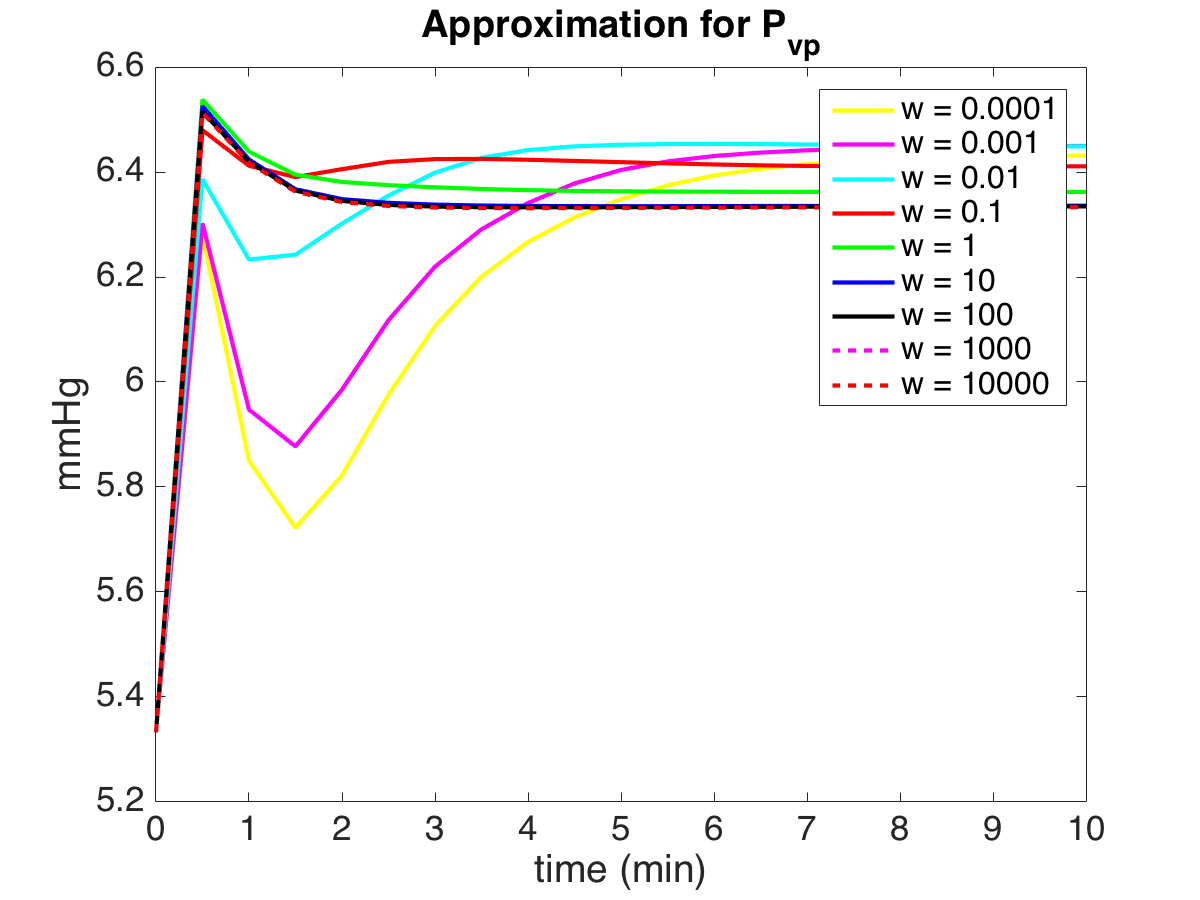 Approximation for P_vp
6.6
6.4
6.2
6
5.8
5.6
5.4
5.2
mmHg
w = 0.0001
w = 0.001
w = 0.01
w = 0.1
w = 1
w = 10
w = 100
w = 1000
w = 10000
0 1 2 3 4 5 6 7 8 9 10
time (min)